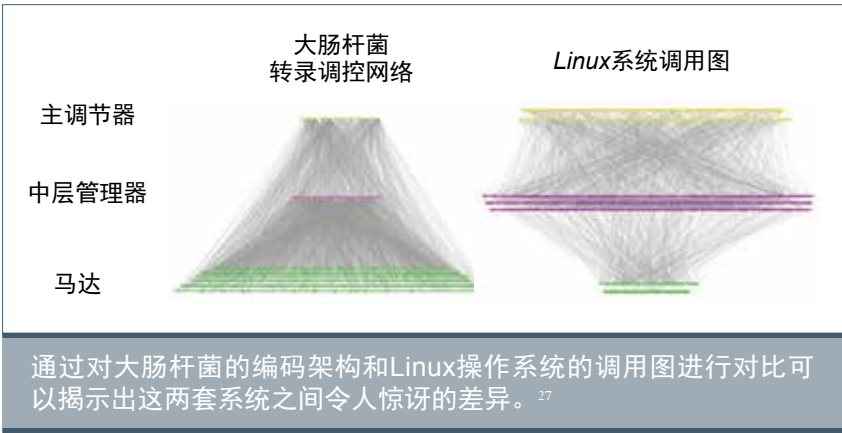 大肠杆菌
转录调控网络
Linux系统调用图
主调节器
中层管理器
马达
通过对大肠杆菌的编码架构和Linux操作系统的调用图进行对比可
以揭示出这两套系统之间令人惊讶的差异。27